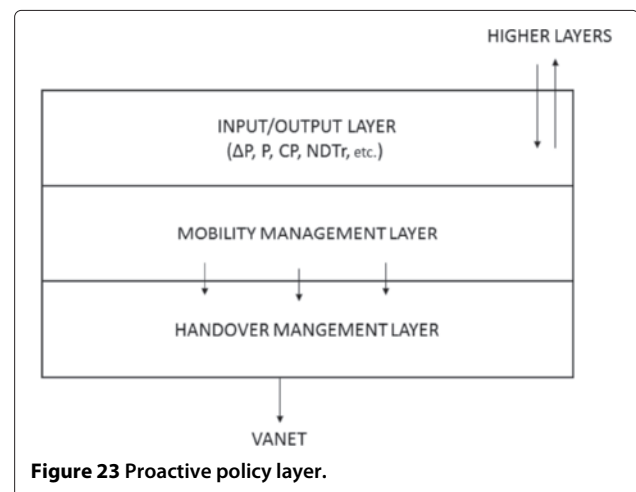 HIGHER LAYERS
INPUT/OUTPUT LAYER
(ΔP, P, CP, NDTr, etc.)
MOBILITY MANAGEMENT LAYER
HANDOVER MANGEMENT LAYER
VANET
Figure 23 Proactive policy layer.